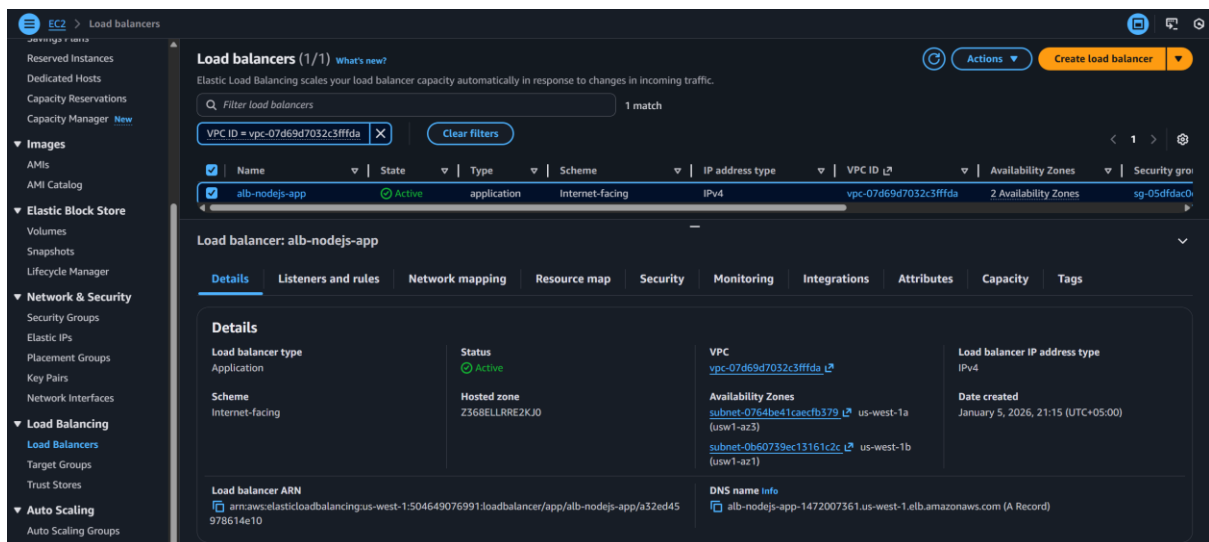 EC2 > Load balancers
Savings Plans
Reserved Instances
Dedicated Hosts
Capacity Reservations
Capacity Manager New
Images
AMIs
AMI Catalog
Elastic Block Store
Volumes
Snapshots
Lifecycle Manager
Network & Security
Security Groups
Elastic IPs
Placement Groups
Key Pairs
Network Interfaces
Load Balancing
Load Balancers
Target Groups
Trust Stores
Auto Scaling
Auto Scaling Groups
Load balancers (1/1) What's new?
Actions
Create load balancer
Elastic Load Balancing scales your load balancer capacity automatically in response to changes in incoming traffic.
Filter load balancers
1 match
VPC ID = vpc-07d69d7032c3fffda
Clear filters
< 1 >
Name State Type Scheme IP address type VPC ID Availability Zones Security grou
alb-nodejs-app Active application Internet-facing IPv4 vpc-07d69d7032c3fffda 2 Availability Zones sg-05dfdac0
Load balancer: alb-nodejs-app
Details Listeners and rules Network mapping Resource map Security Monitoring Integrations Attributes Capacity Tags
Details
Load balancer type
Application
Status
Active
VPC
vpc-07d69d7032c3fffda
Load balancer IP address type
IPv4
Scheme
Internet-facing
Hosted zone
Z368ELLRRE2KJ0
Availability Zones
subnet-0764be41caecfb379 us-west-1a
(usw1-az3)
subnet-0b60739ec13161c2c us-west-1b
(usw1-az1)
Date created
January 5, 2026, 21:15 (UTC+05:00)
Load balancer ARN
arn:aws:elasticloadbalancing:us-west-1:504649076991:loadbalancer/app/alb-nodejs-app/a32ed45
978614e10
DNS name Info
alb-nodejs-app-1472007361.us-west-1.elb.amazonaws.com (A Record)